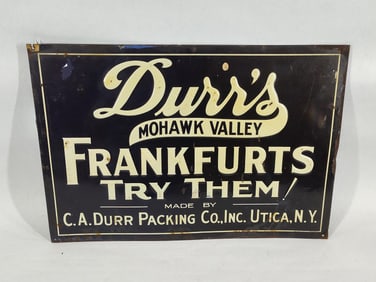 Durr's
MOHAWK VALLEY
FRANKFURTS
TRY THEM!
MADE BY
C.A. DURR PACKING CO., INC. UTICA, N.Y.